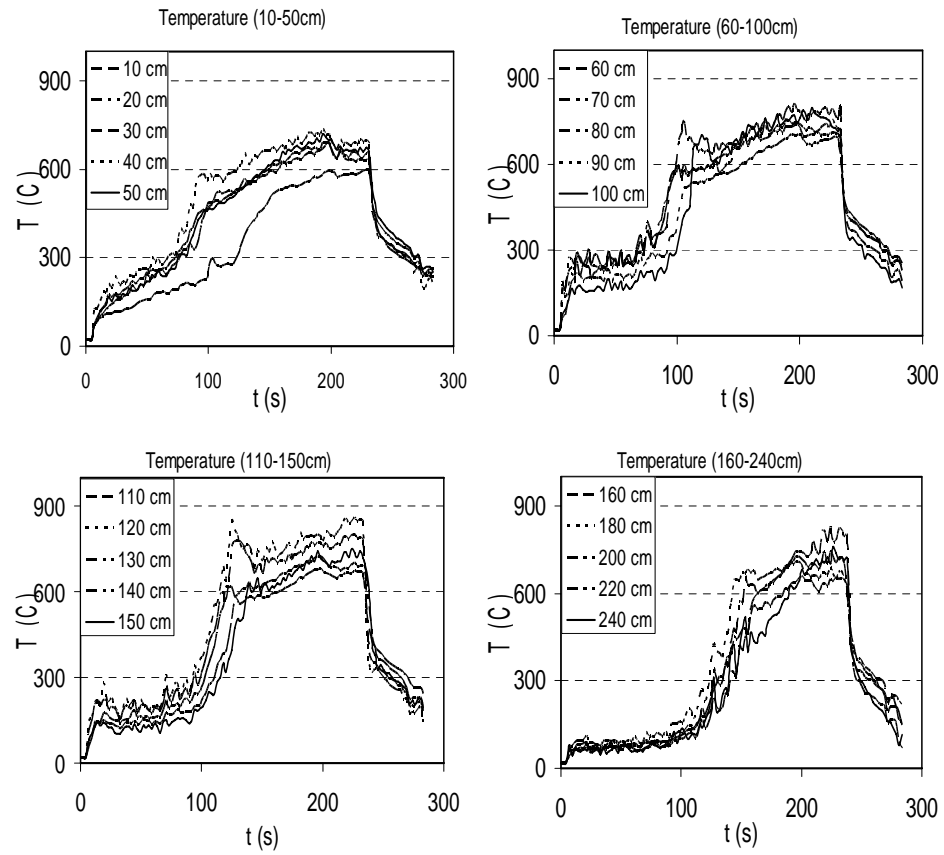 Temperature (10-50cm)
900
600
300
0
T (C)
10 cm
20 cm
30 cm
40 cm
50 cm
0 100 200 300
t (s)
Temperature (60-100cm)
900
600
300
0
T (C)
60 cm
70 cm
80 cm
90 cm
100 cm
0 100 200 300
t (s)
Temperature (110-150cm)
900
600
300
0
T (C)
110 cm
120 cm
130 cm
140 cm
150 cm
0 100 200 300
t (s)
Temperature (160-240cm)
900
600
300
0
T (C)
160 cm
180 cm
200 cm
220 cm
240 cm
0 100 200 300
t (s)